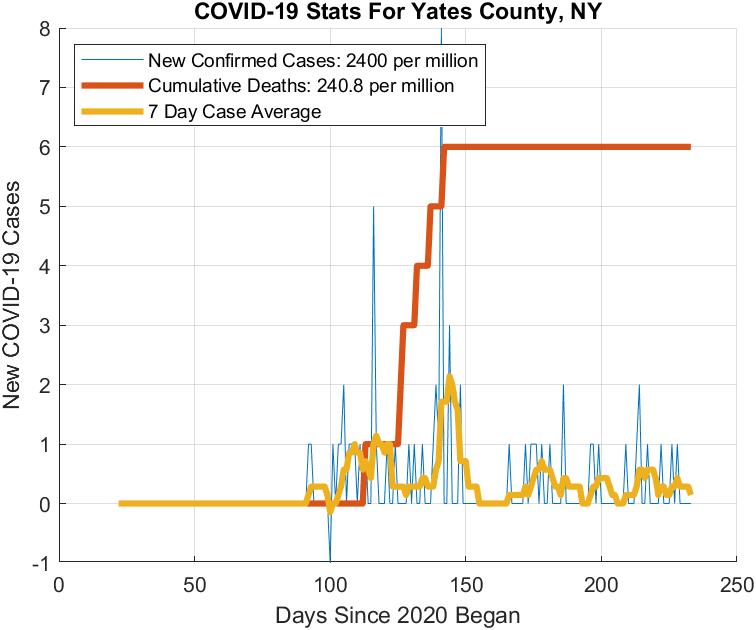 COVID-19 Stats For Yates County, NY
New Confirmed Cases: 2400 per million
Cumulative Deaths: 240.8 per million
7 Day Case Average
New COVID-19 Cases
8
7
6
5
4
3
2
1
0
-1
0 50 100 150 200 250
Days Since 2020 Began